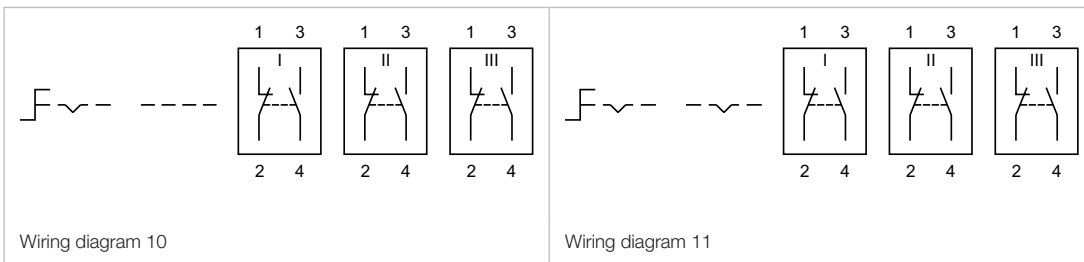 1 3 1 3 1 3
I II III
2 4 2 4 2 4
Wiring diagram 10
1 3 1 3 1 3
I II III
2 4 2 4 2 4
Wiring diagram 11